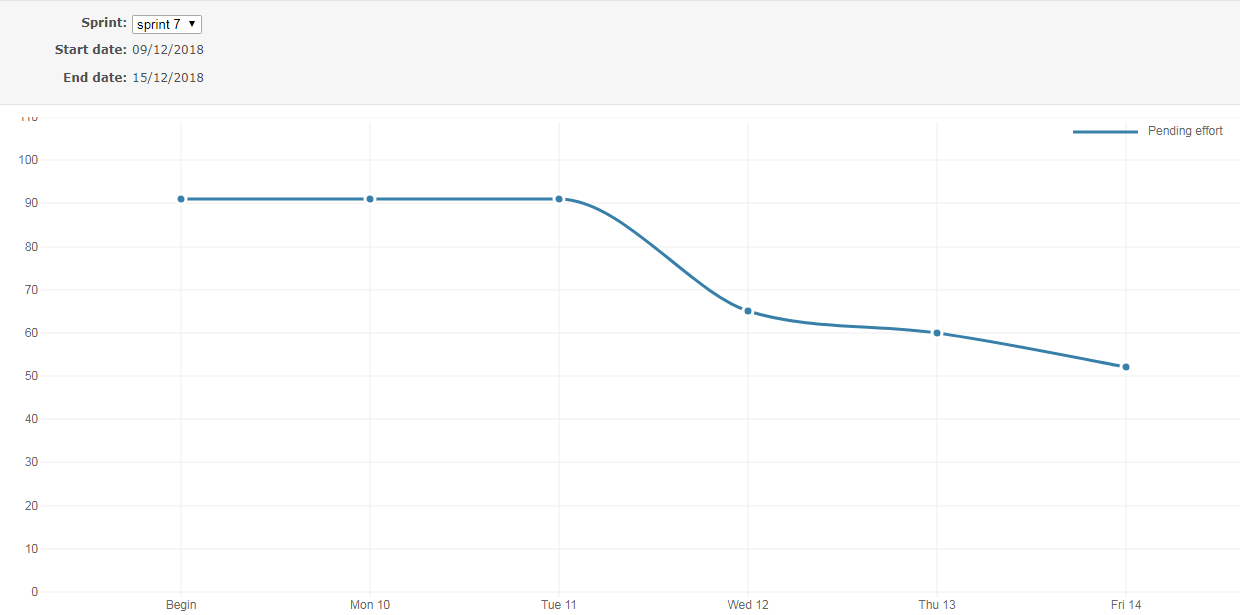 Sprint: sprint 7
Start date: 09/12/2018
End date: 15/12/2018
110
Pending effort
100
90
80
70
60
50
40
30
20
10
0
Begin Mon 10 Tue 11 Wed 12 Thu 13 Fri 14